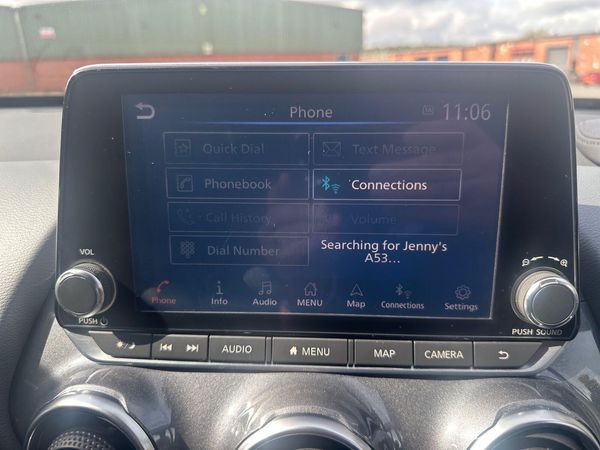 Phone
1A
11:06
Quick Dial
Text Message
Phonebook
Connections
Call History
Volume
Dial Number
Searching for Jenny's
A53...
Phone
Info
Audio
MENU
Map
Connections
Settings
VOL
PUSH
PUSH SOUND
AUDIO
MENU
MAP
CAMERA